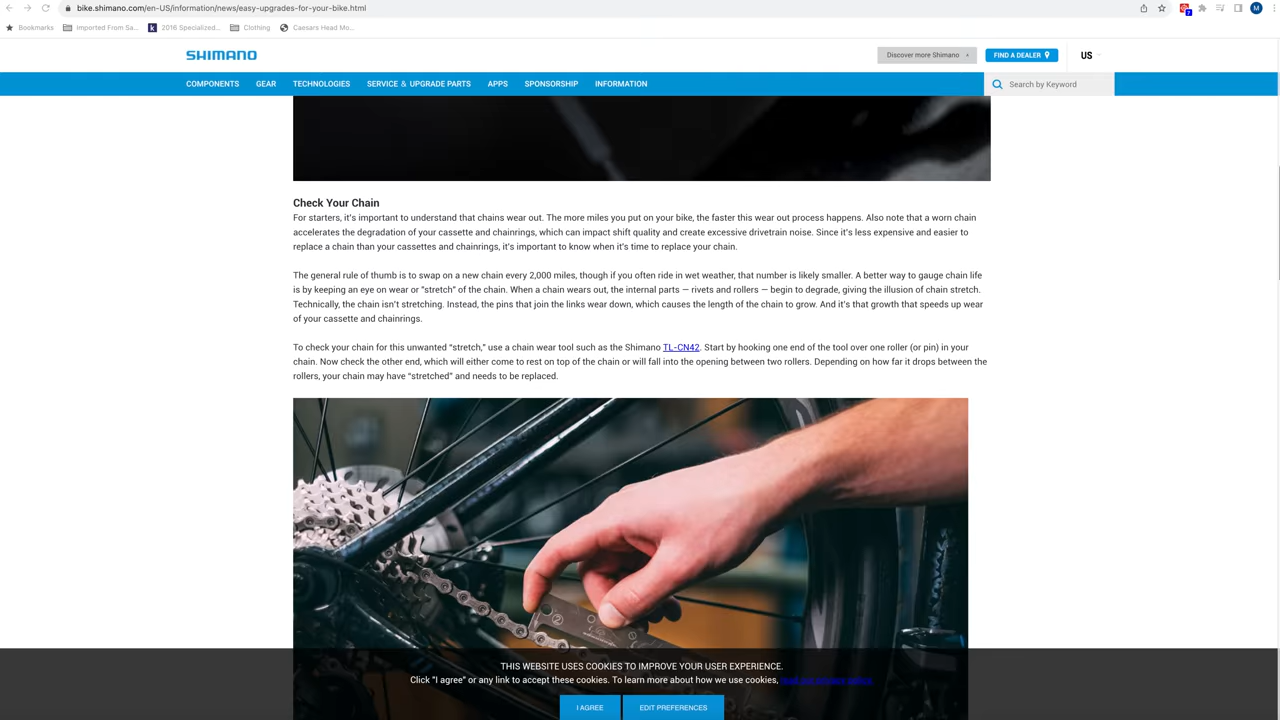 bike.shimano.com/en-US/information/news/easy-upgrades-for-your-bike.html
Bookmarks
Imported From Sa...
2016 Specialized...
Clothing
Caesars Head Mo...
M
7
SHIMANO
Discover more Shimano
FIND A DEALER
US
COMPONENTS
GEAR
TECHNOLOGIES
SERVICE & UPGRADE PARTS
APPS
SPONSORSHIP
INFORMATION
Search by Keyword
Check Your Chain
For starters, it's important to understand that chains wear out. The more miles you put on your bike, the faster this wear out process happens. Also note that a worn chain
accelerates the degradation of your cassette and chainrings, which can impact shift quality and create excessive drivetrain noise. Since it's less expensive and easier to
replace a chain than your cassettes and chainrings, it's important to know when it's time to replace your chain.
The general rule of thumb is to swap on a new chain every 2,000 miles, though if you often ride in wet weather, that number is likely smaller. A better way to gauge chain life
is by keeping an eye on wear or “stretch” of the chain. When a chain wears out, the internal parts — rivets and rollers — begin to degrade, giving the illusion of chain stretch.
Technically, the chain isn't stretching. Instead, the pins that join the links wear down, which causes the length of the chain to grow. And it's that growth that speeds up wear
of your cassette and chainrings.
To check your chain for this unwanted “stretch,” use a chain wear tool such as the Shimano TL-CN42. Start by hooking one end of the tool over one roller (or pin) in your
chain. Now check the other end, which will either come to rest on top of the chain or will fall into the opening between two rollers. Depending on how far it drops between the
rollers, your chain may have “stretched” and needs to be replaced.
2
THIS WEBSITE USES COOKIES TO IMPROVE YOUR USER EXPERIENCE.
Click "I agree" or any link to accept these cookies. To learn more about how we use cookies,
I AGREE
EDIT PREFERENCES